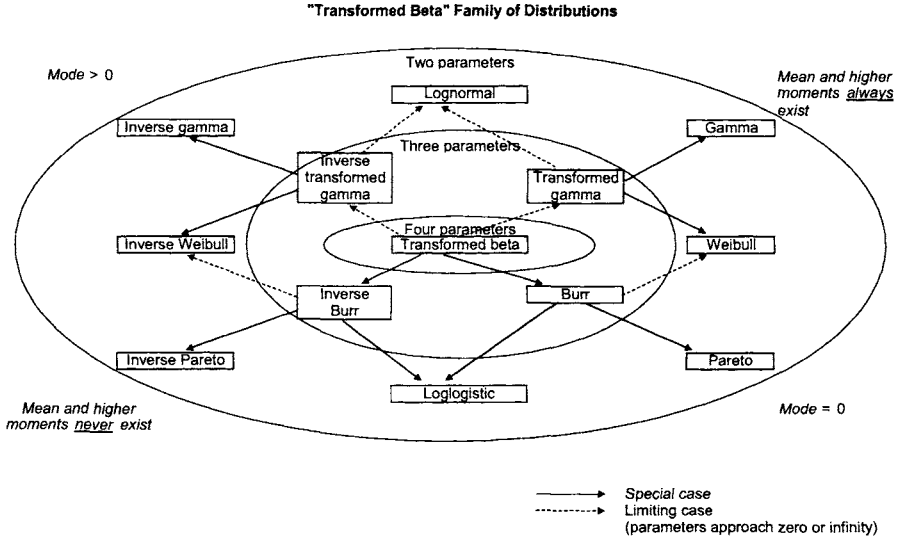 "Transformed Beta" Family of Distributions
Two parameters
Mode > 0
Mean and higher
moments always
exist
Lognormal
Inverse gamma
Gamma
Three parameters
Inverse
transformed
gamma
Transformed
gamma
Four parameters
Transformed beta
Inverse Weibull
Weibull
Inverse
Burr
Burr
Inverse Pareto
Pareto
Loglogistic
Mean and higher
moments never exist
Mode = 0
Special case
Limiting case
(parameters approach zero or infinity)